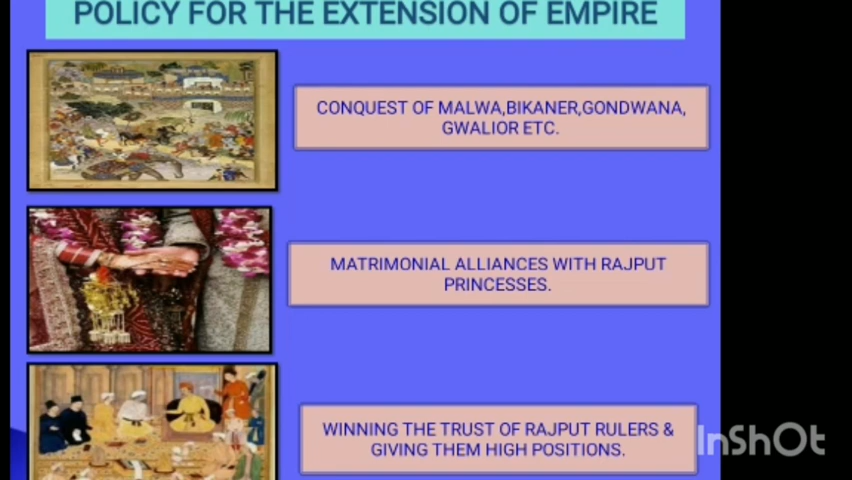 POLICY FOR THE EXTENSION OF EMPIRE
CONQUEST OF MALWA,BIKANER,GONDWANA,
GWALIOR ETC.
MATRIMONIAL ALLIANCES WITH RAJPUT
PRINCESSES.
WINNING THE TRUST OF RAJPUT RULERS &
GIVING THEM HIGH POSITIONS.
InShOt